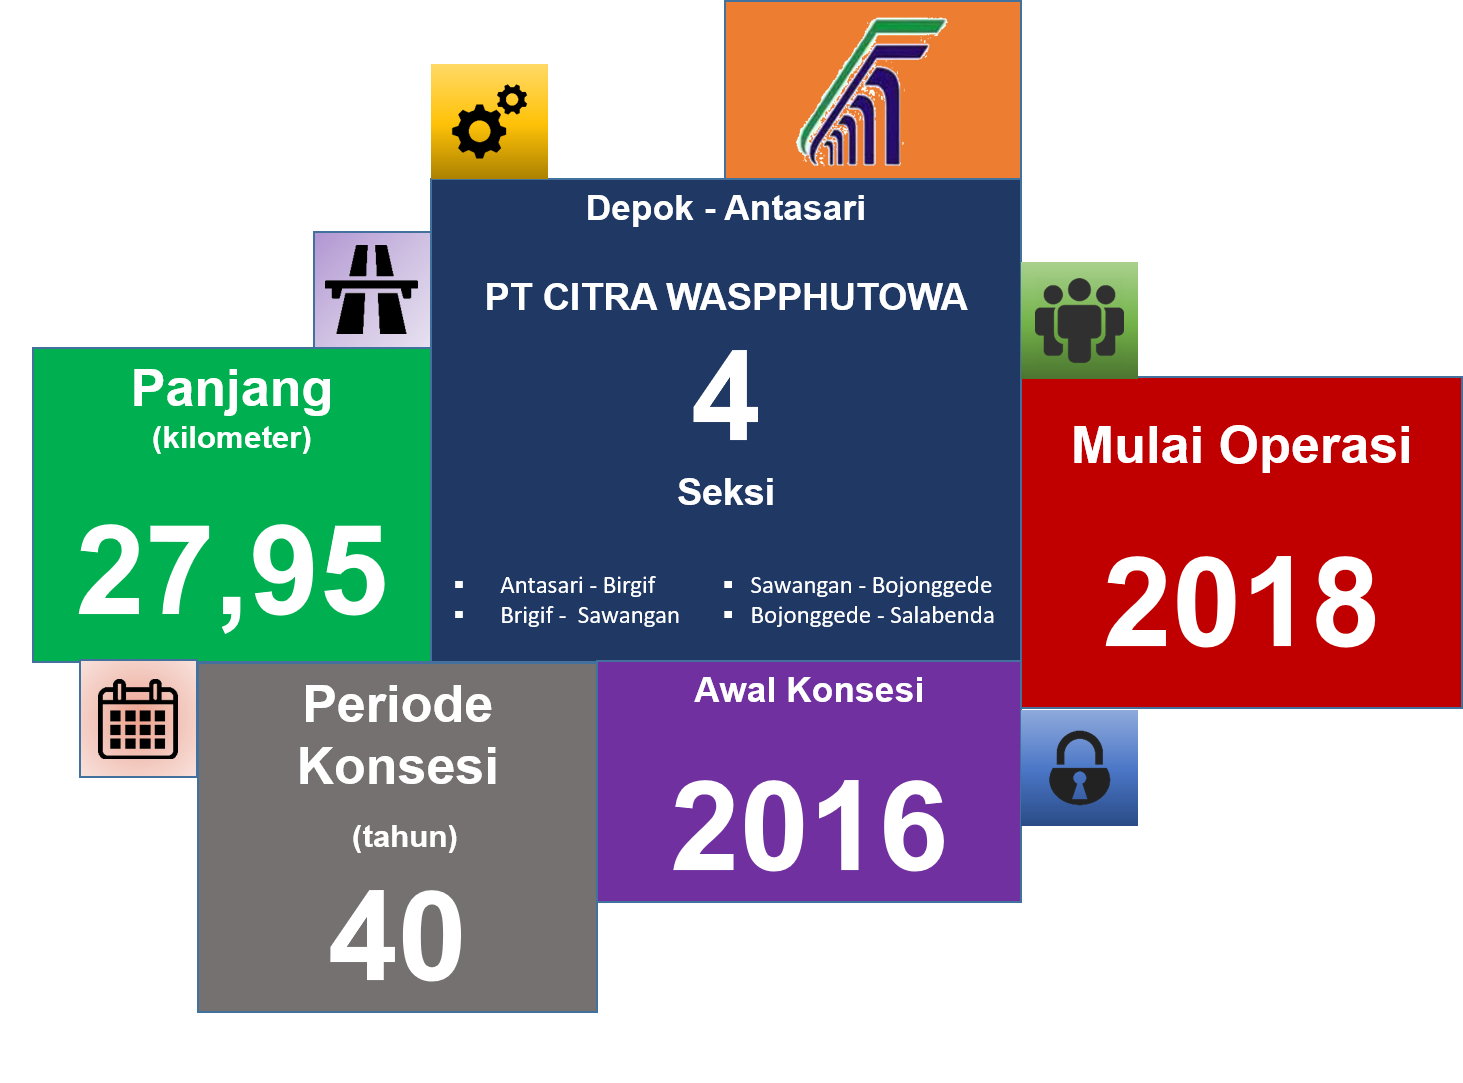 Depok - Antasari
PT CITRA WASPPHUTOWA
4
Seksi
▪ Antasari - Birgif
▪ Brigif - Sawangan
▪ Sawangan - Bojonggede
▪ Bojonggede - Salabenda
Panjang
(kilometer)
27,95
Mulai Operasi
2018
Periode
Konsesi
(tahun)
40
Awal Konsesi
2016